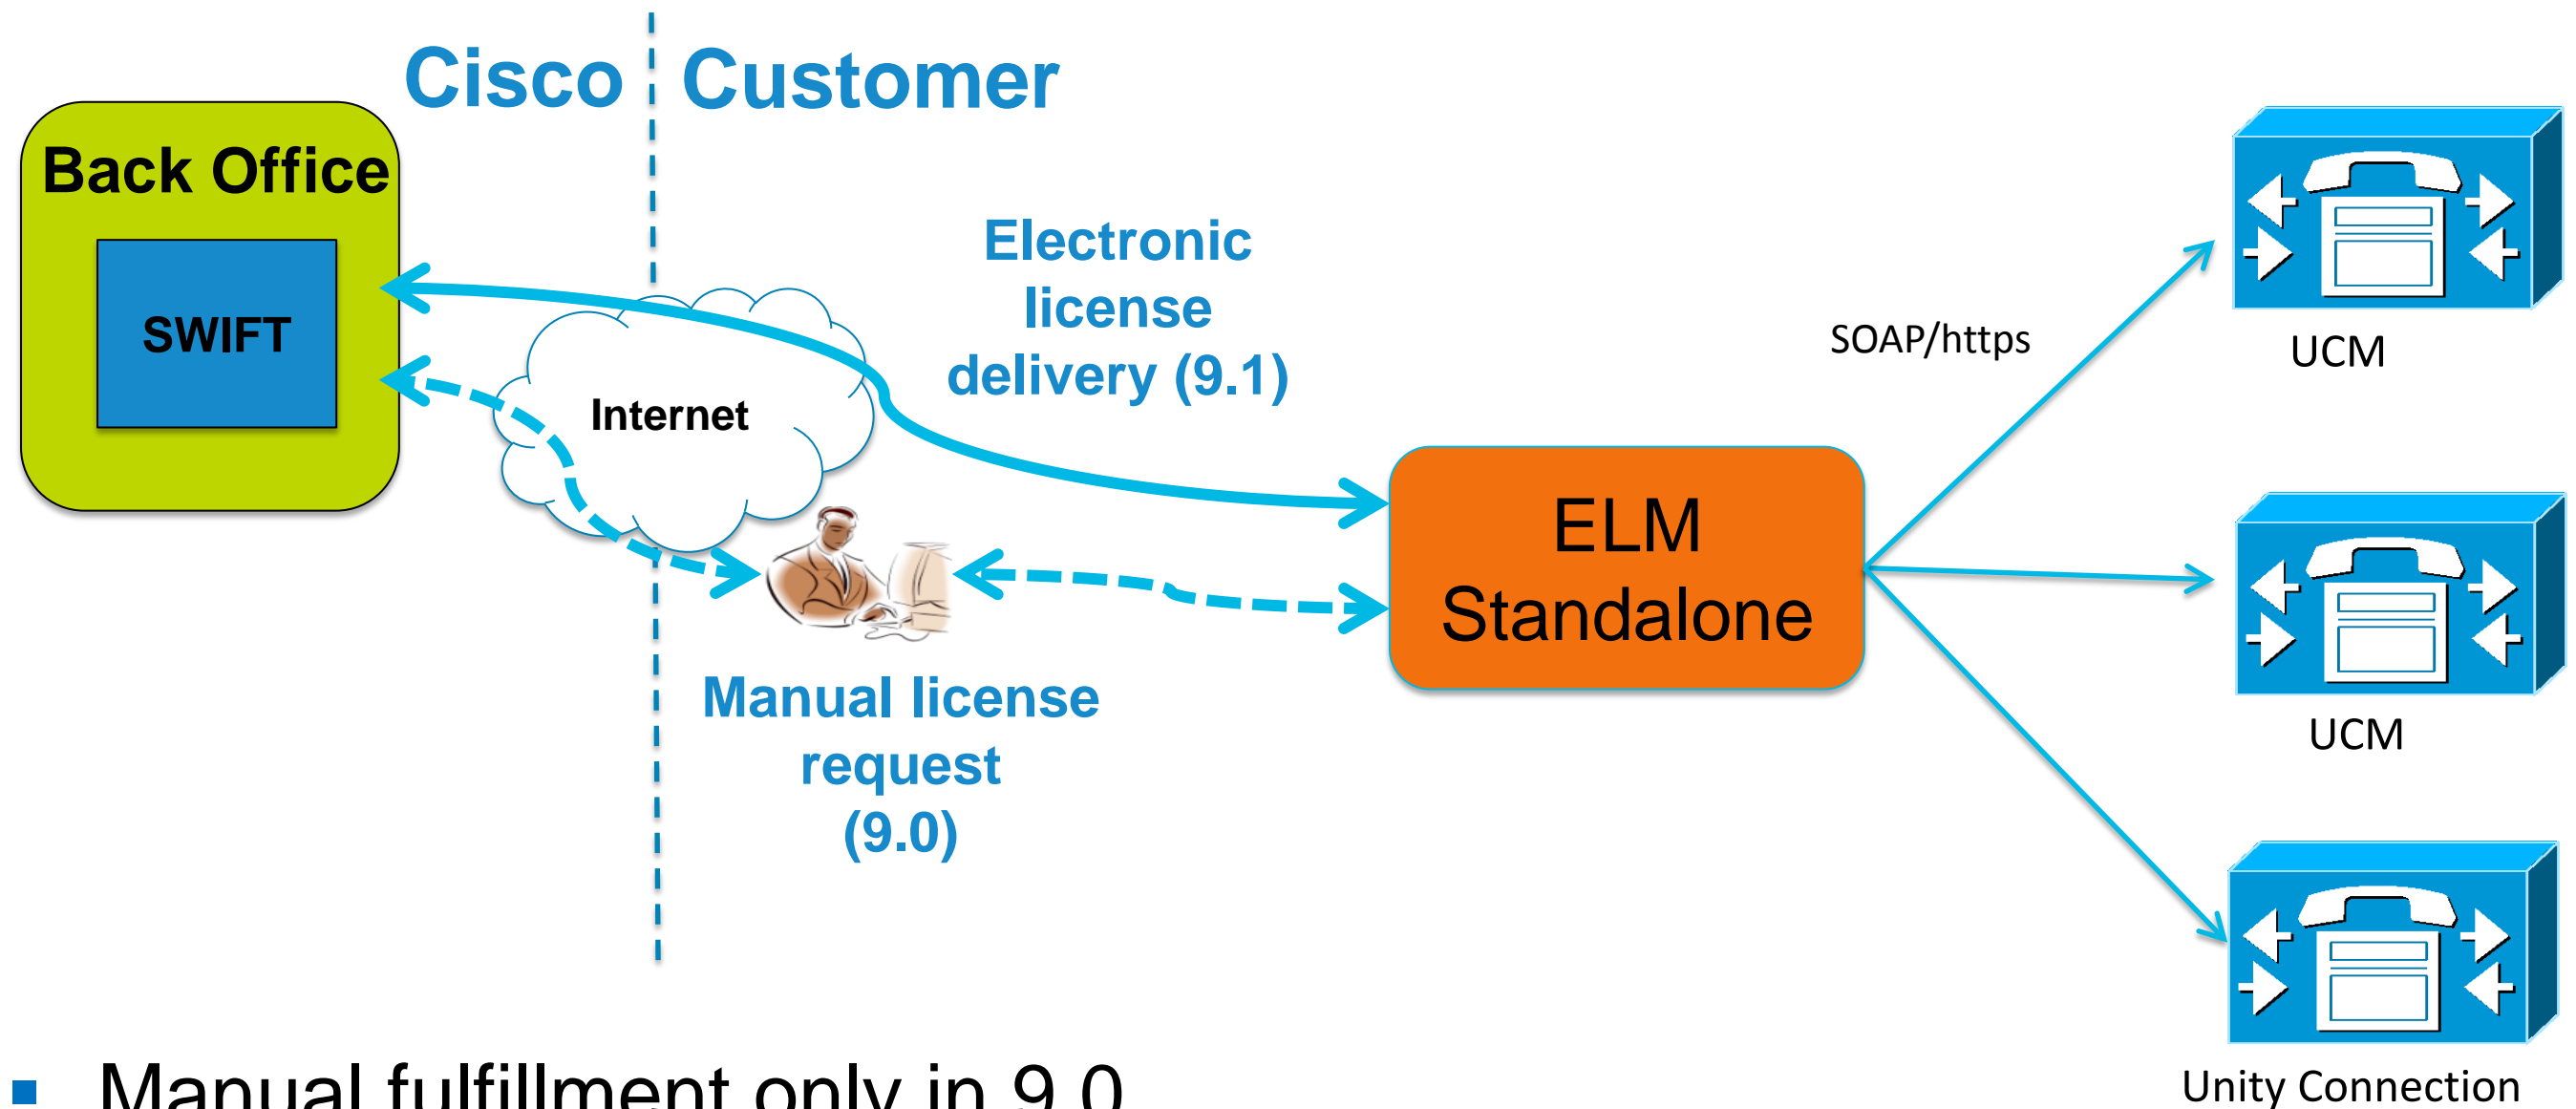 Cisco Customer
Back Office
SWIFT
Internet
Electronic
license
delivery (9.1)
Manual license
request
(9.0)
ELM
Standalone
SOAP/https
UCM
UCM
Unity Connection
▪ Manual fulfillment only in 9.0